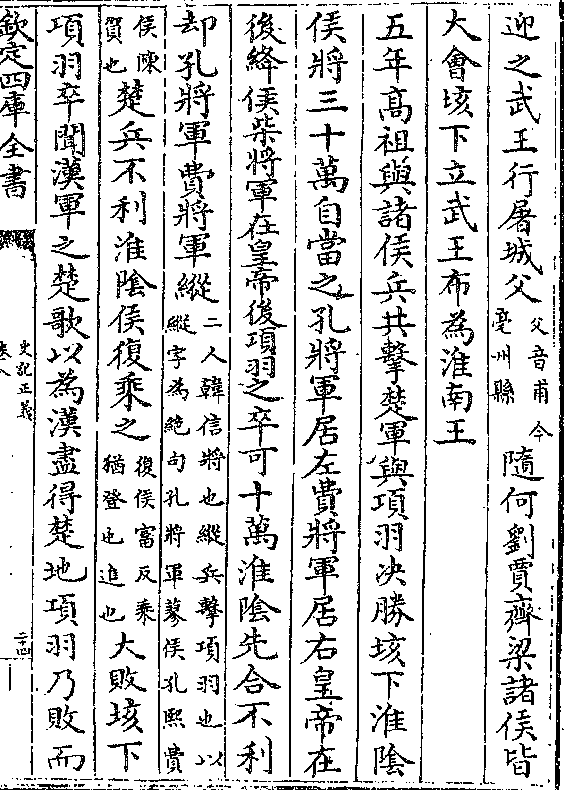 迎之武王行屠城父父音甫今亳州縣隨何劉賈齊梁諸侯皆
大會垓下立武王布為淮南王
五年髙祖與諸侯兵共擊楚軍與項羽决勝垓下淮陰
侯將三十萬自當之孔將軍居左費將軍居右皇帝在
後絳侯柴將軍在皇帝後項羽之卒可十萬淮陰先合不利
却孔將軍費將軍縱二人韓信將也縱兵擊項羽也以縱字為絶句孔將軍蓼侯孔熙費
侯陳賀也楚兵不利淮隂侯復乘之復侯富反乘猶登也進也大敗垓下
項羽卒聞漢軍之楚歌以為漢盡得楚地項羽乃敗而
欽定四庫全書
史記正義
卷八
二十四